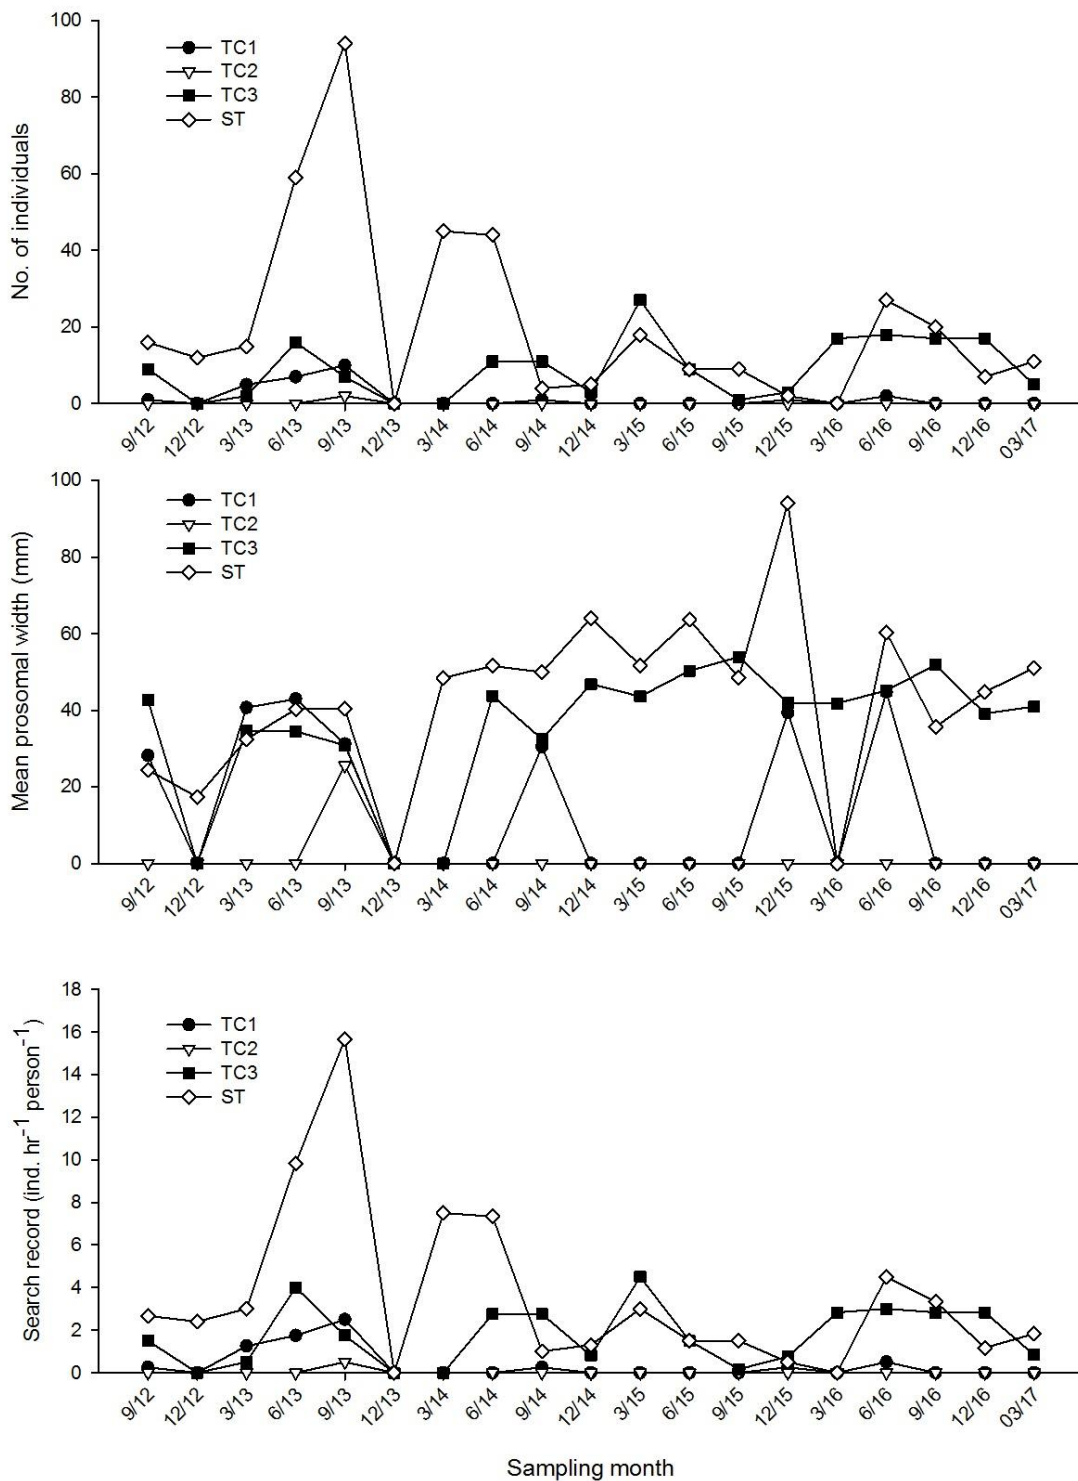 100
80
60
40
20
0
No. of individuals
TC1
TC2
TC3
ST
9/12 12/12 3/13 6/13 9/13 12/13 3/14 6/14 9/14 12/14 3/15 6/15 9/15 12/15 3/16 6/16 9/16 12/16 03/17
100
80
60
40
20
0
Mean prosomal width (mm)
TC1
TC2
TC3
ST
9/12 12/12 3/13 6/13 9/13 12/13 3/14 6/14 9/14 12/14 3/15 6/15 9/15 12/15 3/16 6/16 9/16 12/16 03/17
18
16
14
12
10
8
6
4
2
0
Search record (ind. hr⁻¹ person⁻¹)
TC1
TC2
TC3
ST
9/12 12/12 3/13 6/13 9/13 12/13 3/14 6/14 9/14 12/14 3/15 6/15 9/15 12/15 3/16 6/16 9/16 12/16 03/17
Sampling month